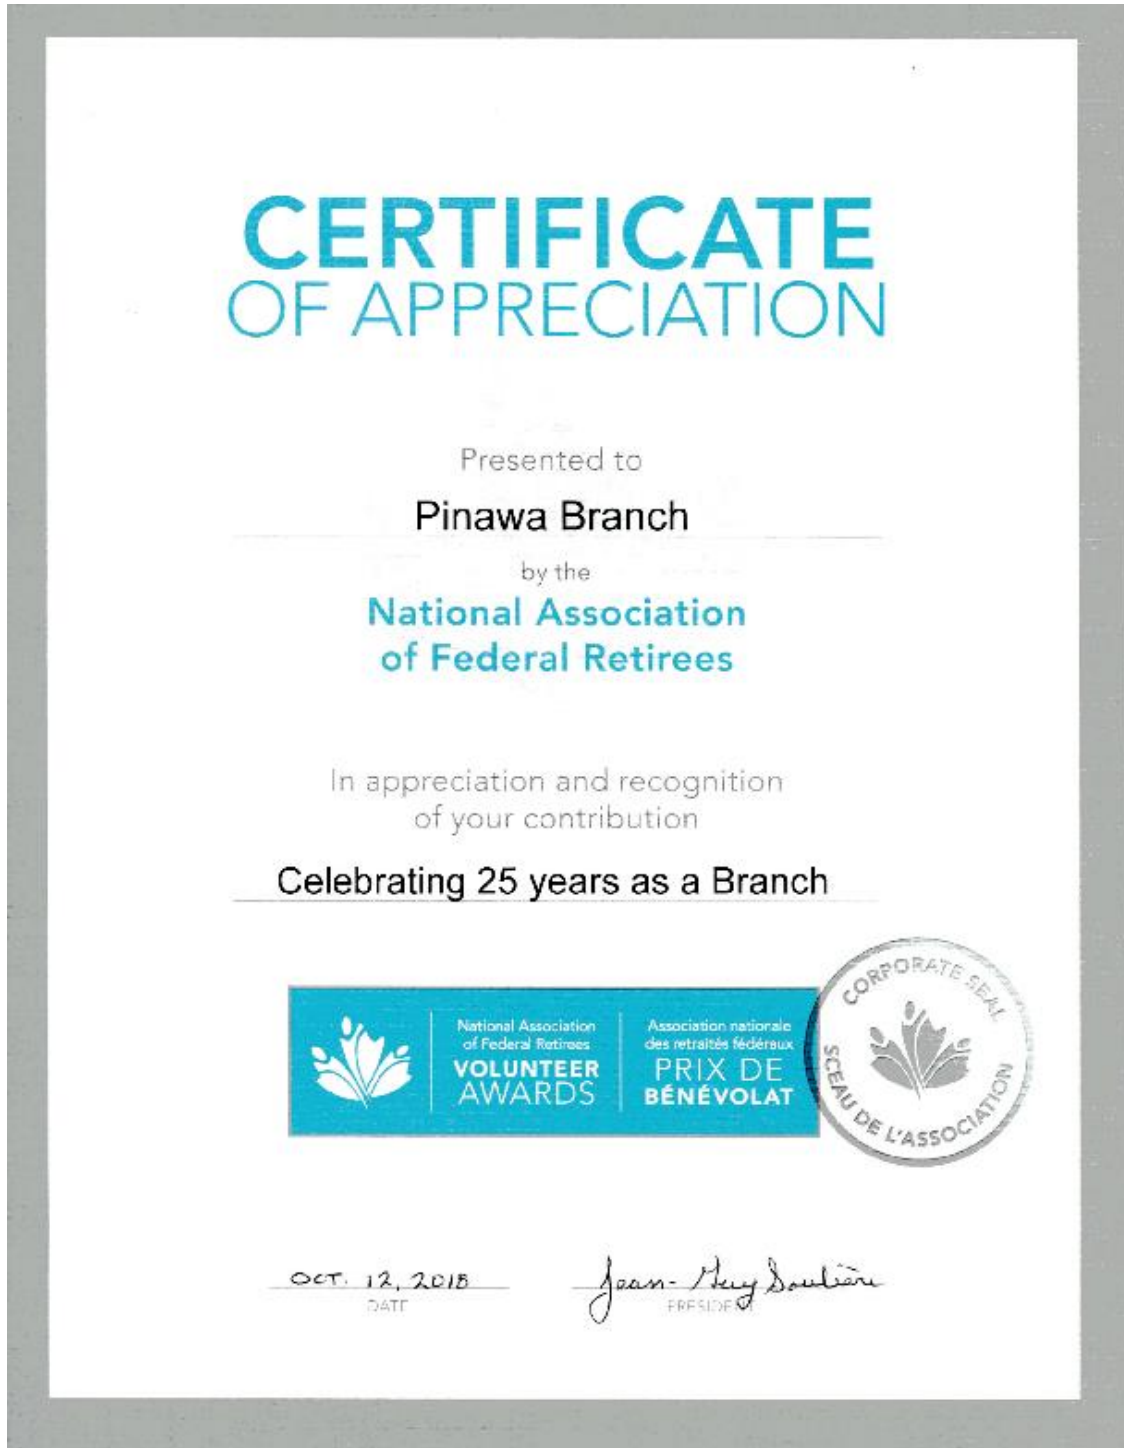 CERTIFICATE
OF APPRECIATION
Presented to
Pinawa Branch
by the
National Association
of Federal Retirees
In appreciation and recognition
of your contribution
Celebrating 25 years as a Branch
National Association
of Federal Retirees
VOLUNTEER
AWARDS
Association nationale
des retraités fédéraux
PRIX DE
BÉNÉVOLAT
CORPORATE SEAL
SCEAU DE L'ASSOCIATION
OCT. 12, 2018
DATE
Jean-Guy Soulière
PRESIDENT